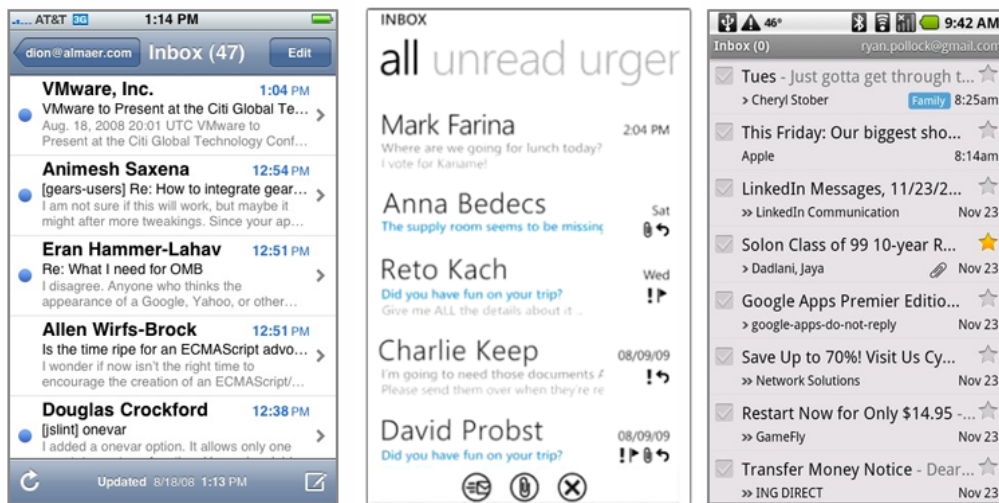 AT&T 3G 1:14 PM
dion@almaer.com Inbox (47) Edit
VMware, Inc. 1:04 PM
VMware to Present at the Citi Global Te...
Aug. 18, 2008 20:01 UTC VMware to
Present at the Citi Global Technology Conf...
Animesh Saxena 12:54 PM
[gears-users] Re: How to integrate gear...
I am not sure if this will work, but maybe it
might after more tweakings. Since your ap...
Eran Hammer-Lahav 12:51 PM
Re: What I need for OMB
I disagree. Anyone who thinks the
appearance of a Google, Yahoo, or other...
Allen Wirfs-Brock 12:51 PM
Is the time ripe for an ECMAScript advo...
I wonder if now isn't the right time to
encourage the creation of an ECMAScript/...
Douglas Crockford 12:38 PM
[jslint] onevar
I added a onevar option. It allows only one
Updated 8/18/08 1:13 PM
INBOX
all unread urger
Mark Farina 2:04 PM
Where are we going for lunch today?
I vote for Kaname!
Anna Bedecs Sat
The supply room seems to be missing
Reto Kach Wed
Did you have fun on your trip?
Give me ALL the details about it ...
Charlie Keep 08/09/09
I'm going to need those documents A
Please send them over when they're re
David Probst 08/09/09
Did you have fun on your trip?
46° 9:42 AM
Inbox (0) ryan.pollock@gmail.com
Tues - Just gotta get through t...
> Cheryl Stober Family 8:25am
This Friday: Our biggest sho...
Apple 8:14am
LinkedIn Messages, 11/23/2...
>> LinkedIn Communication Nov 23
Solon Class of 99 10-year R...
> Dadlani, Jaya Nov 23
Google Apps Premier Editio...
> google-apps-do-not-reply Nov 23
Save Up to 70%! Visit Us Cy...
>> Network Solutions Nov 23
Restart Now for Only $14.95 -...
>> GameFly Nov 23
Transfer Money Notice - Dear...
>> ING DIRECT Nov 23